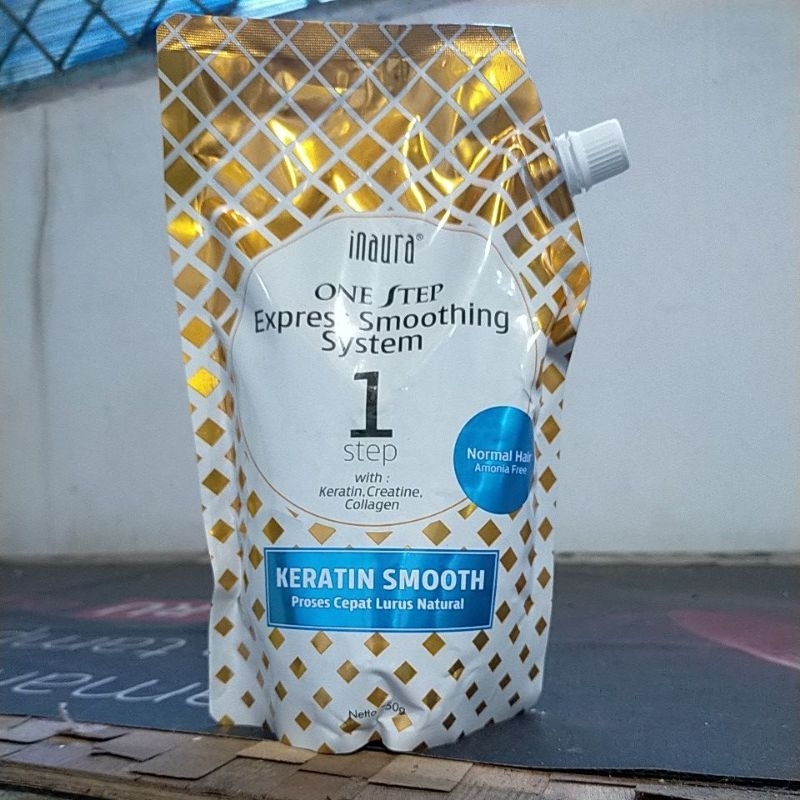 inaura®
ONE STEP
Express Smoothing
System
1
step
with :
Keratin, Creatine,
Collagen
Normal Hair
Amonia Free
KERATIN SMOOTH
Proses Cepat Lurus Natural
Netto